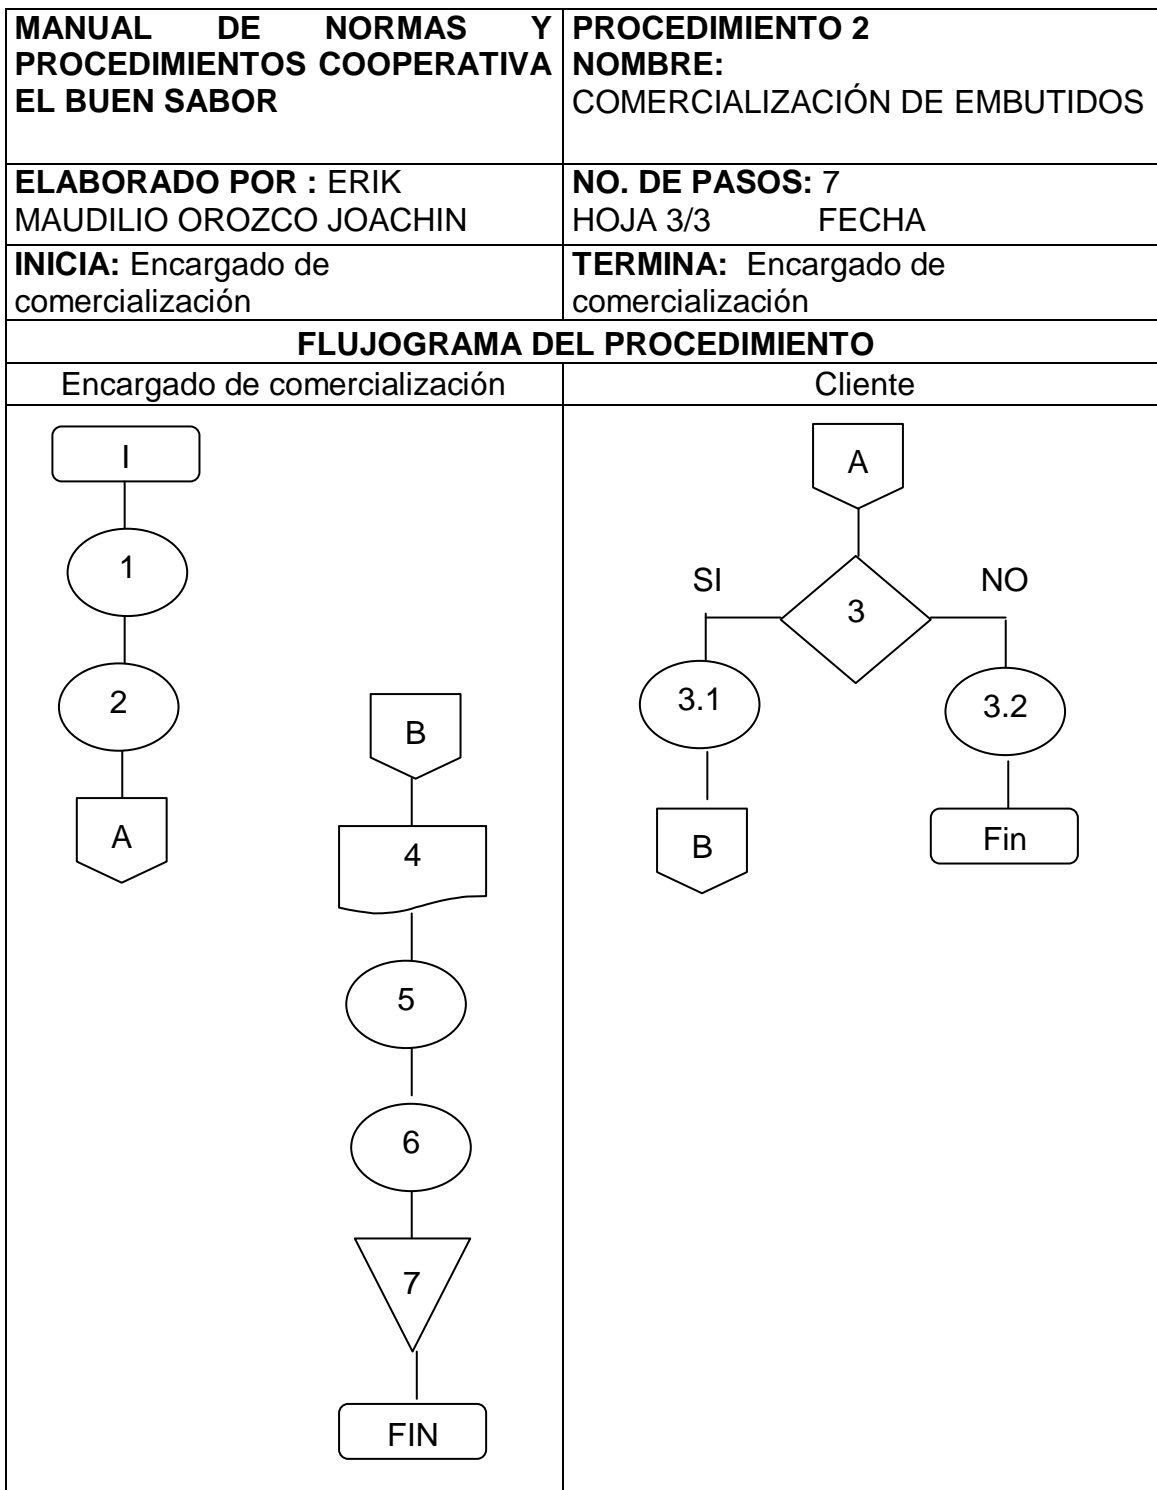 MANUAL DE NORMAS Y
PROCEDIMIENTOS COOPERATIVA
EL BUEN SABOR
PROCEDIMIENTO 2
NOMBRE:
COMERCIALIZACIÓN DE EMBUTIDOS
ELABORADO POR : ERIK
MAUDILIO OROZCO JOACHIN
NO. DE PASOS: 7
HOJA 3/3 FECHA
INICIA: Encargado de
comercialización
TERMINA: Encargado de
comercialización
FLUJOGRAMA DEL PROCEDIMIENTO
Encargado de comercialización
Cliente
I
1
2
A
B
4
5
6
7
FIN
A
3
SI
NO
3.1
3.2
B
Fin